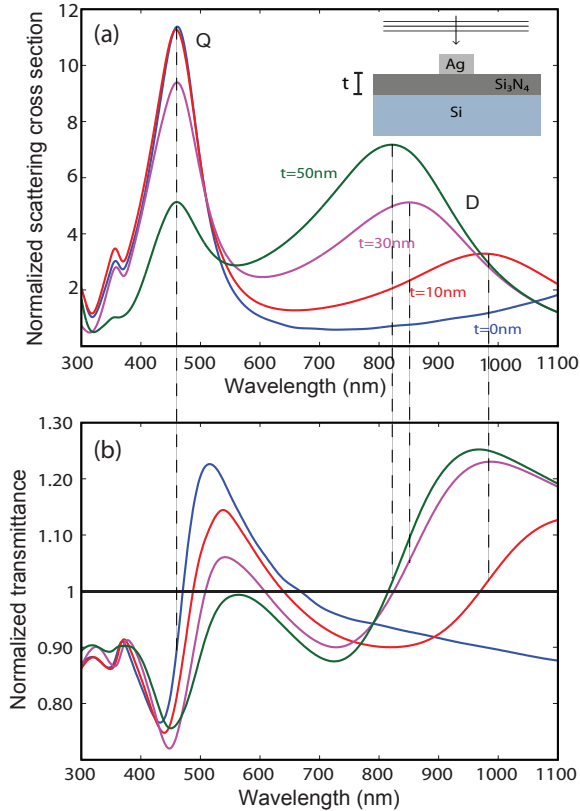 12
10
8
6
4
2
Normalized scattering cross section
(a)
Q
Ag
t
Si₃N₄
Si
t=50nm
D
t=30nm
t=10nm
t=0nm
300 400 500 600 700 800 900 1000 1100
Wavelength (nm)
1.30
1.20
1.10
1
0.90
0.80
Normalized transmittance
(b)
300 400 500 600 700 800 900 1000 1100
Wavelength (nm)